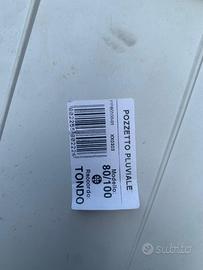 POZZETTO PLUVIALE
Modello
80/100
Raccordo
TONDO
subito